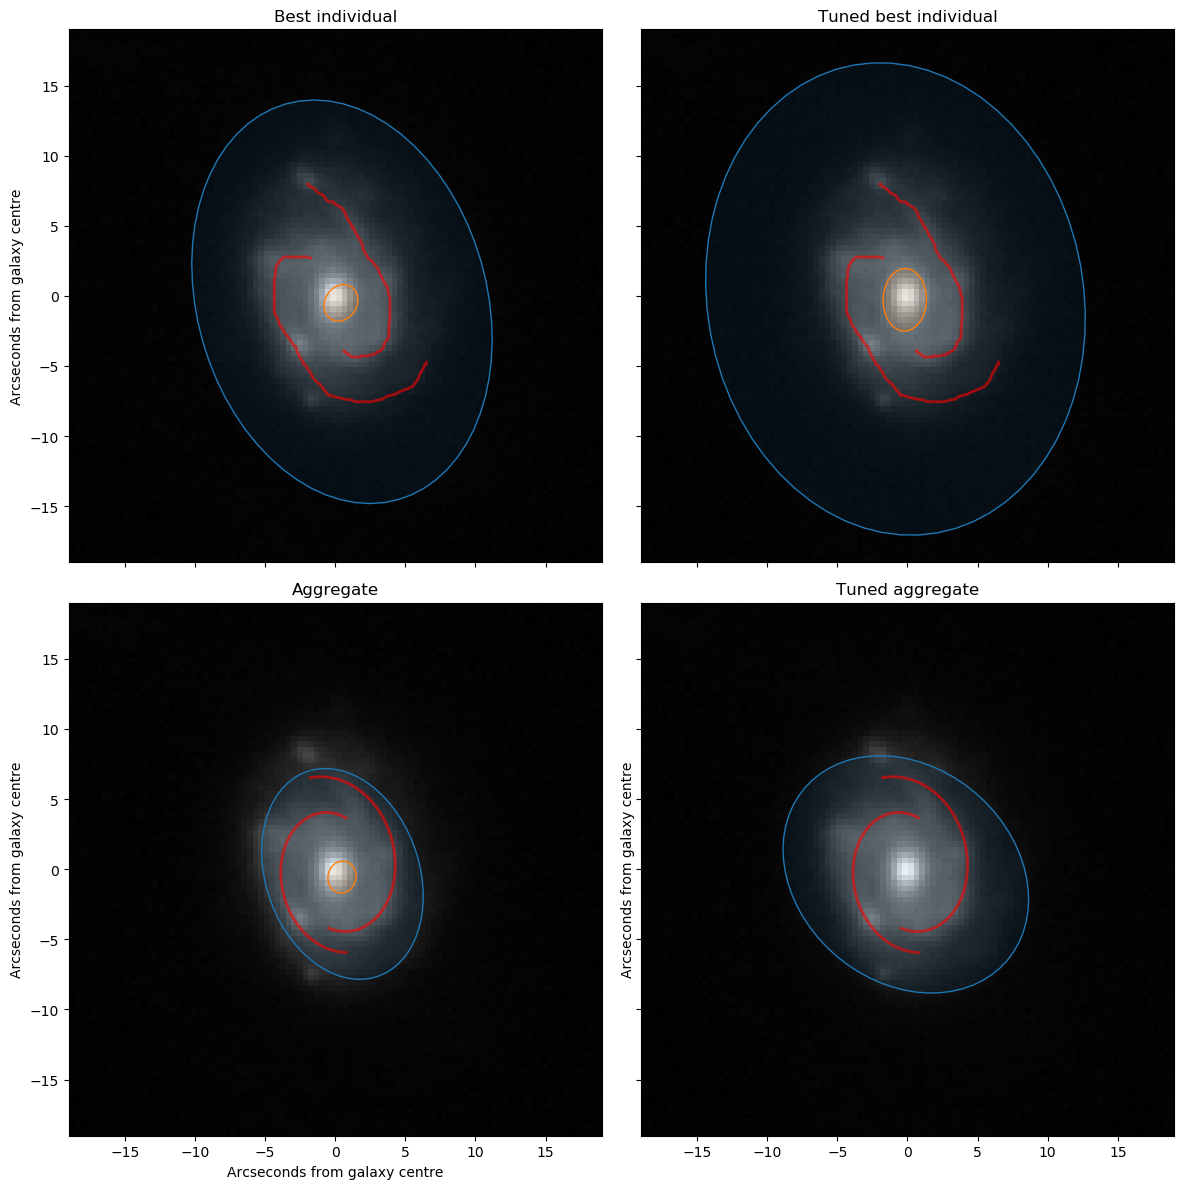 Best individual
Tuned best individual
15
10
5
0
−5
−10
−15
Arcseconds from galaxy centre
Aggregate
Tuned aggregate
15
10
5
0
−5
−10
−15
Arcseconds from galaxy centre
Arcseconds from galaxy centre
−15 −10 −5 0 5 10 15
−15 −10 −5 0 5 10 15
Arcseconds from galaxy centre